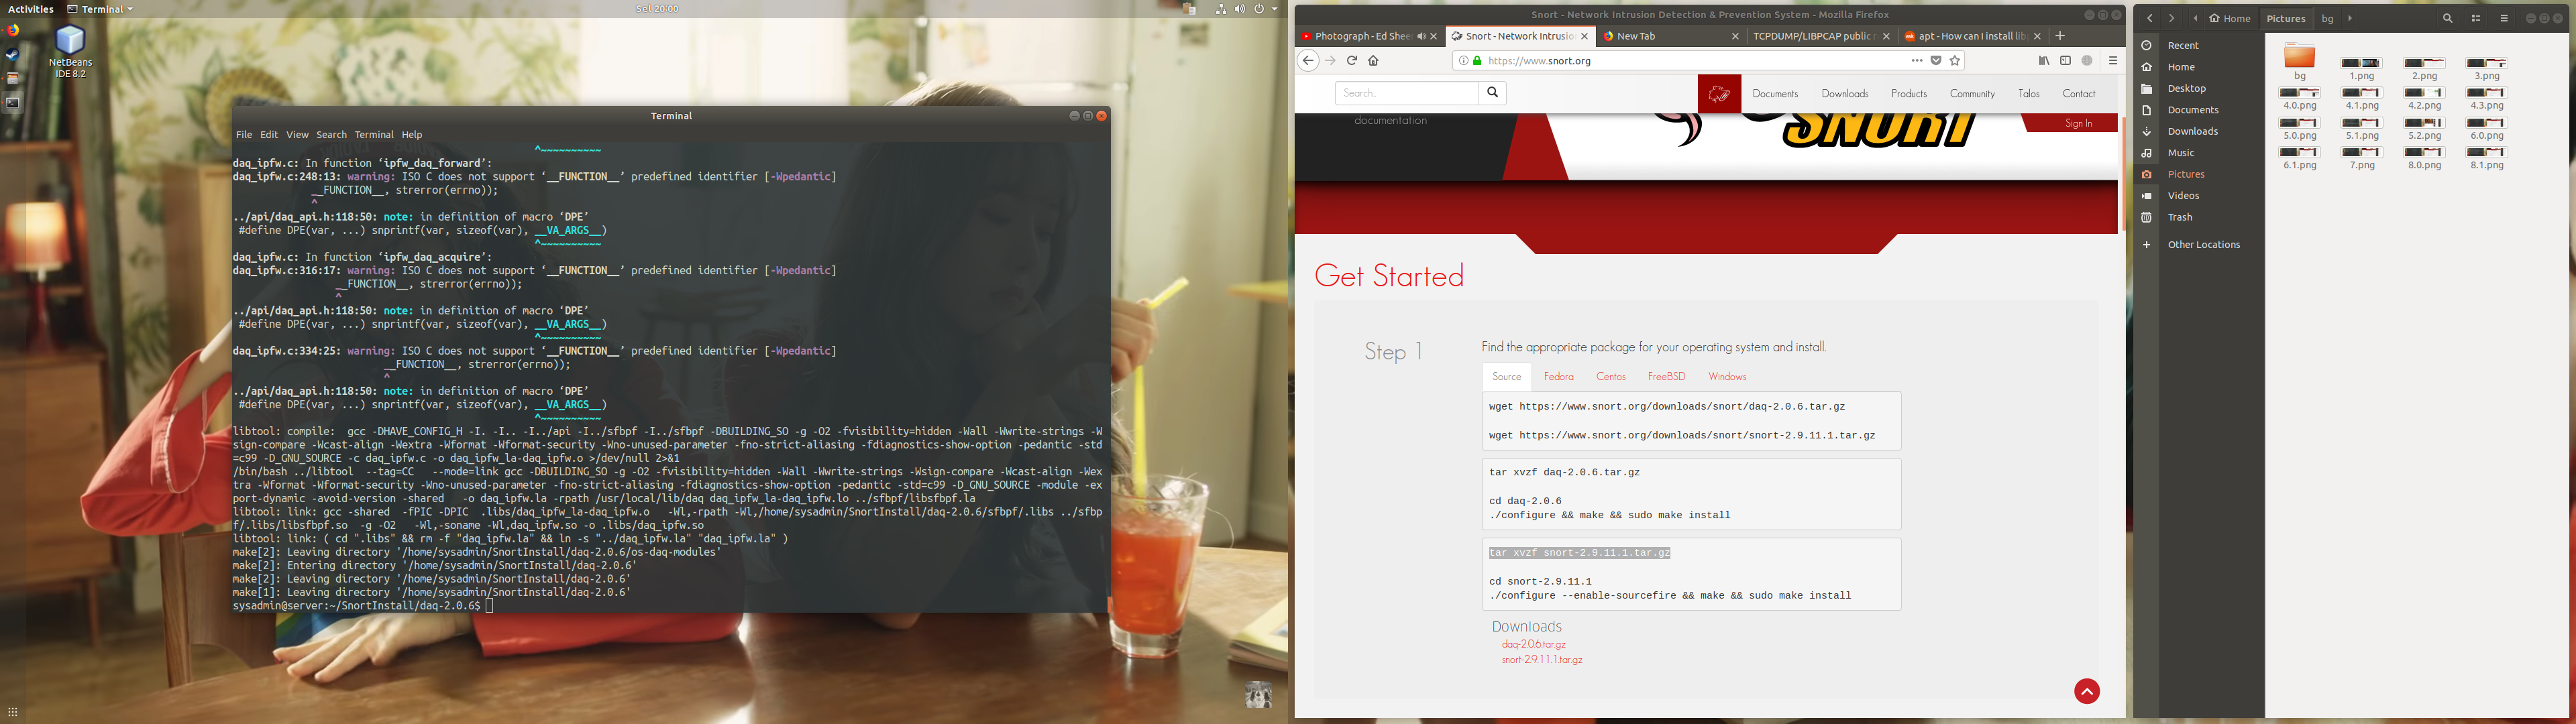 Activities
Terminal
Sel 20:00
NetBeans
IDE 8.2
Terminal
File Edit View Search Terminal Help
^~~~~~~~~~~
daq_ipfw.c: In function ‘ipfw_daq_forward’:
daq_ipfw.c:248:13: warning: ISO C does not support ‘__FUNCTION__’ predefined identifier [-Wpedantic]
__FUNCTION__, strerror(errno));
^
../api/daq_api.h:118:50: note: in definition of macro ‘DPE’
#define DPE(var, ...) snprintf(var, sizeof(var), __VA_ARGS__)
^~~~~~~~~~~
daq_ipfw.c: In function ‘ipfw_daq_acquire’:
daq_ipfw.c:316:17: warning: ISO C does not support ‘__FUNCTION__’ predefined identifier [-Wpedantic]
__FUNCTION__, strerror(errno));
^
../api/daq_api.h:118:50: note: in definition of macro ‘DPE’
#define DPE(var, ...) snprintf(var, sizeof(var), __VA_ARGS__)
^~~~~~~~~~~
daq_ipfw.c:334:25: warning: ISO C does not support ‘__FUNCTION__’ predefined identifier [-Wpedantic]
__FUNCTION__, strerror(errno));
^
../api/daq_api.h:118:50: note: in definition of macro ‘DPE’
#define DPE(var, ...) snprintf(var, sizeof(var), __VA_ARGS__)
^~~~~~~~~~~
libtool: compile:  gcc -DHAVE_CONFIG_H -I. -I.. -I../api -I../sfbpf -I../sfbpf -DBUILDING_SO -g -O2 -fvisibility=hidden -Wall -Wwrite-strings -W
sign-compare -Wcast-align -Wextra -Wformat -Wformat-security -Wno-unused-parameter -fno-strict-aliasing -fdiagnostics-show-option -pedantic -std
=c99 -D_GNU_SOURCE -c daq_ipfw.c -o daq_ipfw_la-daq_ipfw.o >/dev/null 2>&1
/bin/bash ../libtool  --tag=CC   --mode=link gcc -DBUILDING_SO -g -O2 -fvisibility=hidden -Wall -Wwrite-strings -Wsign-compare -Wcast-align -Wex
tra -Wformat -Wformat-security -Wno-unused-parameter -fno-strict-aliasing -fdiagnostics-show-option -pedantic -std=c99 -D_GNU_SOURCE -module -ex
port-dynamic -avoid-version -shared   -o daq_ipfw.la -rpath /usr/local/lib/daq daq_ipfw_la-daq_ipfw.lo ../sfbpf/libsfbpf.la
libtool: link: gcc -shared  -fPIC -DPIC  .libs/daq_ipfw_la-daq_ipfw.o   -Wl,-rpath -Wl,/home/sysadmin/SnortInstall/daq-2.0.6/sfbpf/.libs ../sfbp
f/.libs/libsfbpf.so  -g -O2   -Wl,-soname -Wl,daq_ipfw.so -o .libs/daq_ipfw.so
libtool: link: ( cd ".libs" && rm -f "daq_ipfw.la" && ln -s "../daq_ipfw.la" "daq_ipfw.la" )
make[2]: Leaving directory '/home/sysadmin/SnortInstall/daq-2.0.6/os-daq-modules'
make[2]: Entering directory '/home/sysadmin/SnortInstall/daq-2.0.6'
make[2]: Leaving directory '/home/sysadmin/SnortInstall/daq-2.0.6'
make[1]: Leaving directory '/home/sysadmin/SnortInstall/daq-2.0.6'
sysadmin@server:~/SnortInstall/daq-2.0.6$
Snort - Network Intrusion Detection & Prevention System - Mozilla Firefox
Photograph - Ed Sheer
Snort - Network Intrusion
New Tab
TCPDUMP/LIBPCAP public r
apt - How can I install lib
https://www.snort.org
Search..
Documents
Downloads
Products
Community
Talos
Contact
documentation
SNORT
Sign In
Get Started
Step 1
Find the appropriate package for your operating system and install.
Source Fedora Centos FreeBSD Windows
wget https://www.snort.org/downloads/snort/daq-2.0.6.tar.gz
wget https://www.snort.org/downloads/snort/snort-2.9.11.1.tar.gz
tar xvzf daq-2.0.6.tar.gz
cd daq-2.0.6
./configure && make && sudo make install
tar xvzf snort-2.9.11.1.tar.gz
cd snort-2.9.11.1
./configure --enable-sourcefire && make && sudo make install
Downloads
daq-2.0.6.tar.gz
snort-2.9.11.1.tar.gz
Home
Pictures
bg
Recent
Home
Desktop
Documents
Downloads
Music
Pictures
Videos
Trash
Other Locations
bg 1.png 2.png 3.png
4.0.png 4.1.png 4.2.png 4.3.png
5.0.png 5.1.png 5.2.png 6.0.png
6.1.png 7.png 8.0.png 8.1.png